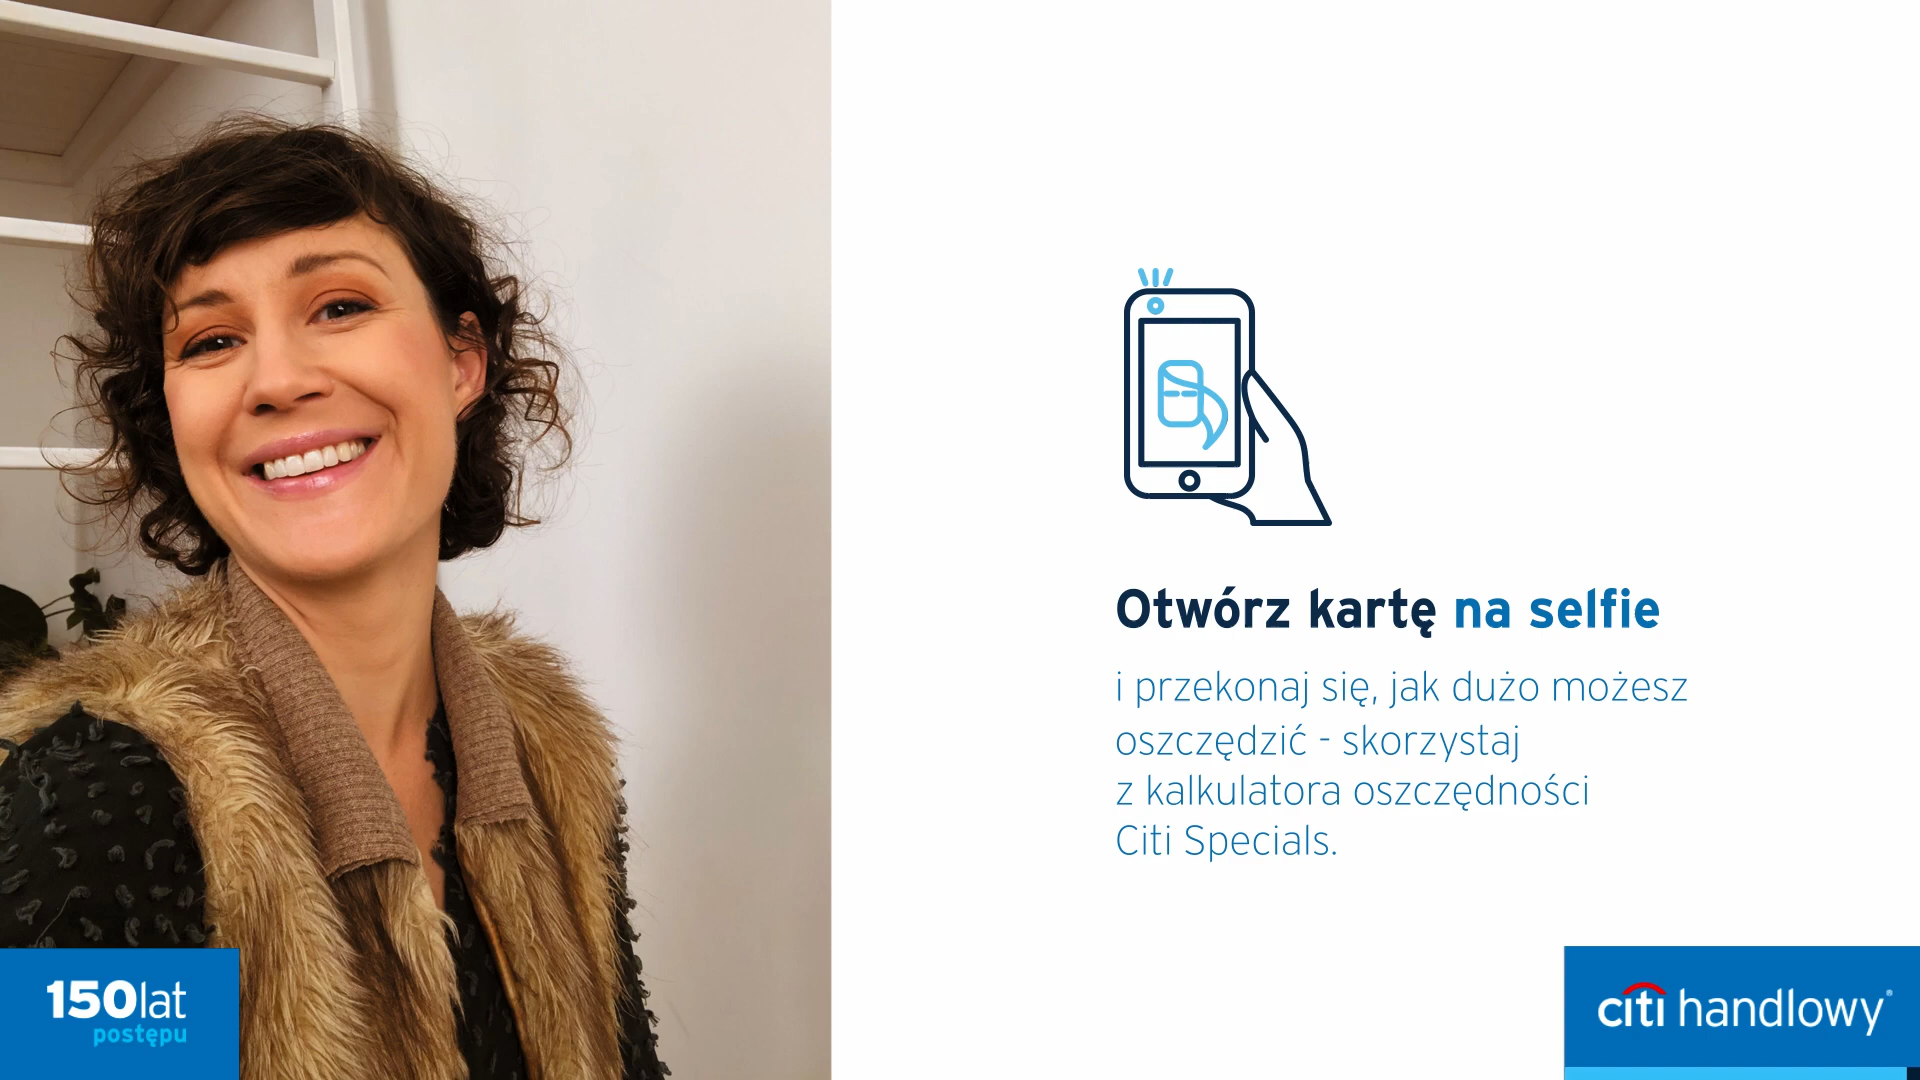 Otwórz kartę na selfie
i przekonaj się, jak dużo możesz
oszczędzić - skorzystaj
z kalkulatora oszczędności
Citi Specials.
150lat
postępu
citi handlowy®